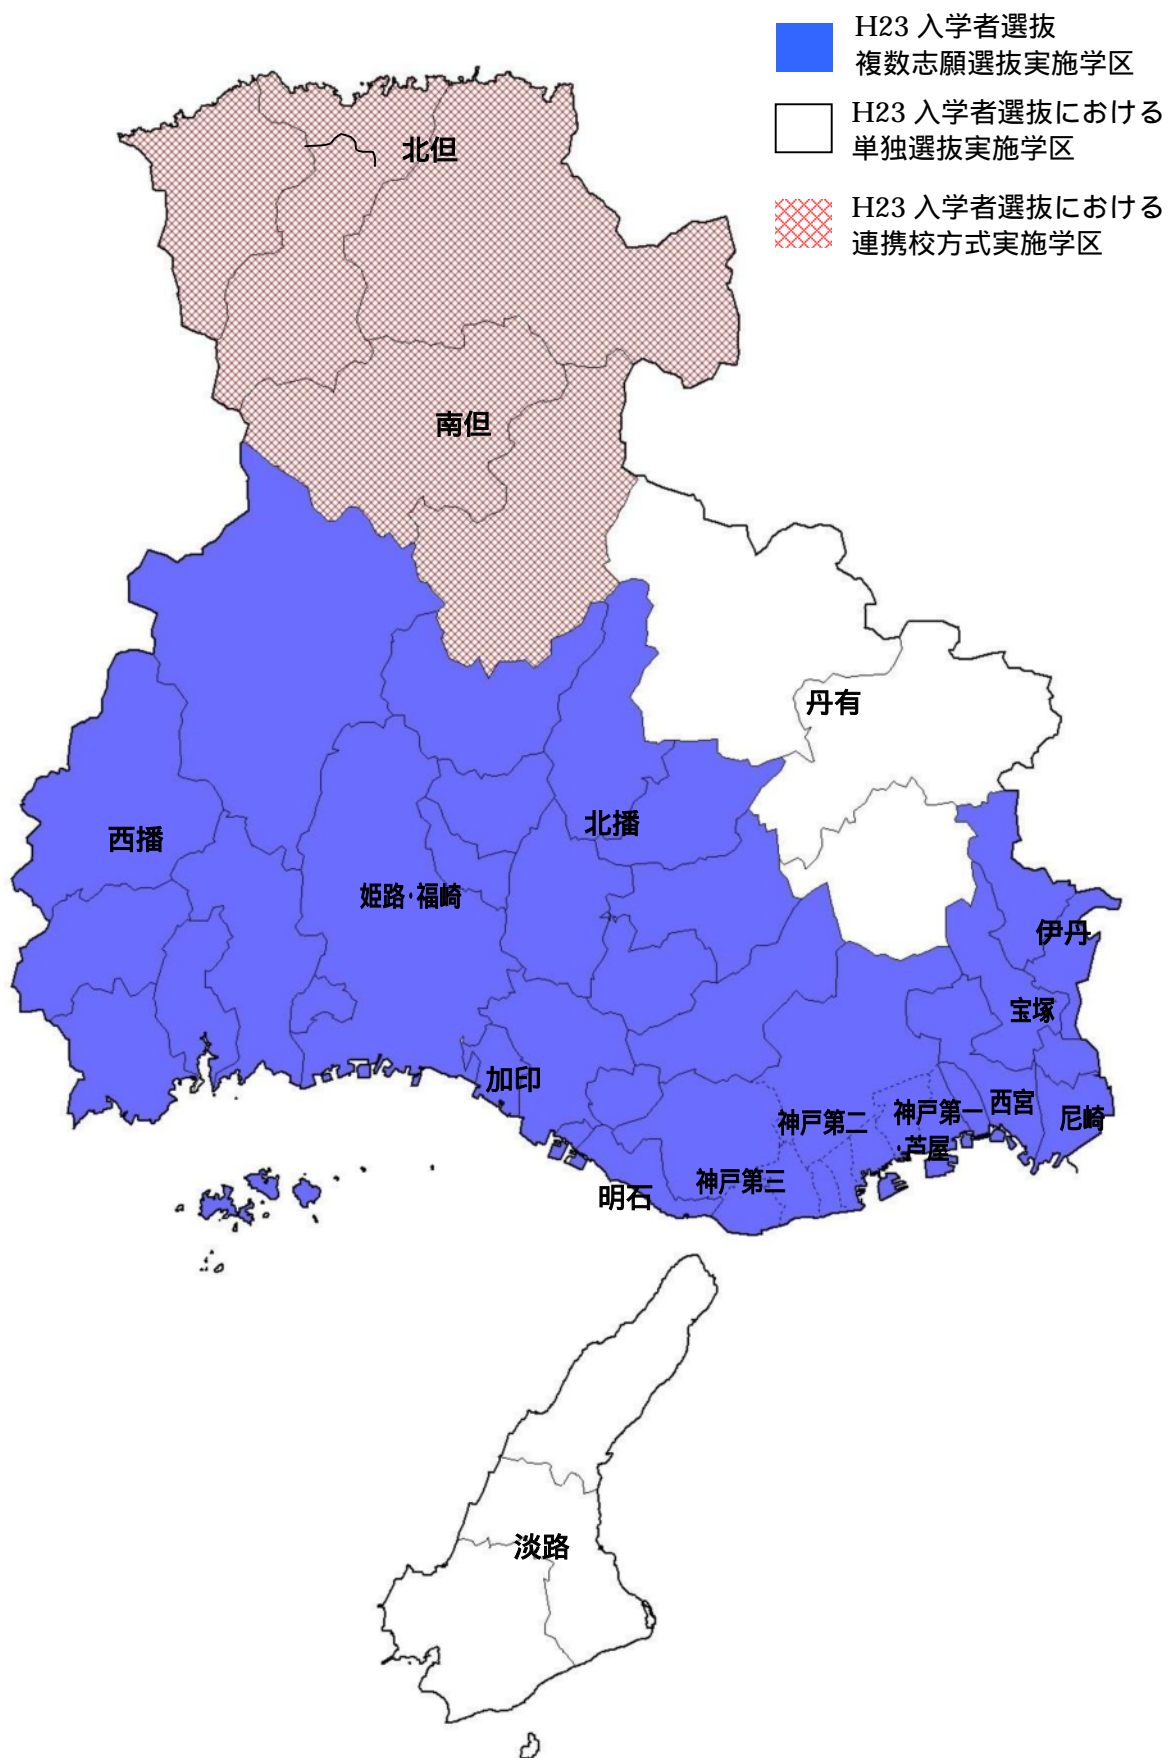 H23 入学者選抜
複数志願選抜実施学区
H23 入学者選抜における
単独選抜実施学区
H23 入学者選抜における
連携校方式実施学区
北但
南但
丹有
西播
北播
姫路・福崎
伊丹
宝塚
加印
神戸第二
神戸第一
・芦屋
西宮
尼崎
神戸第三
明石
淡路